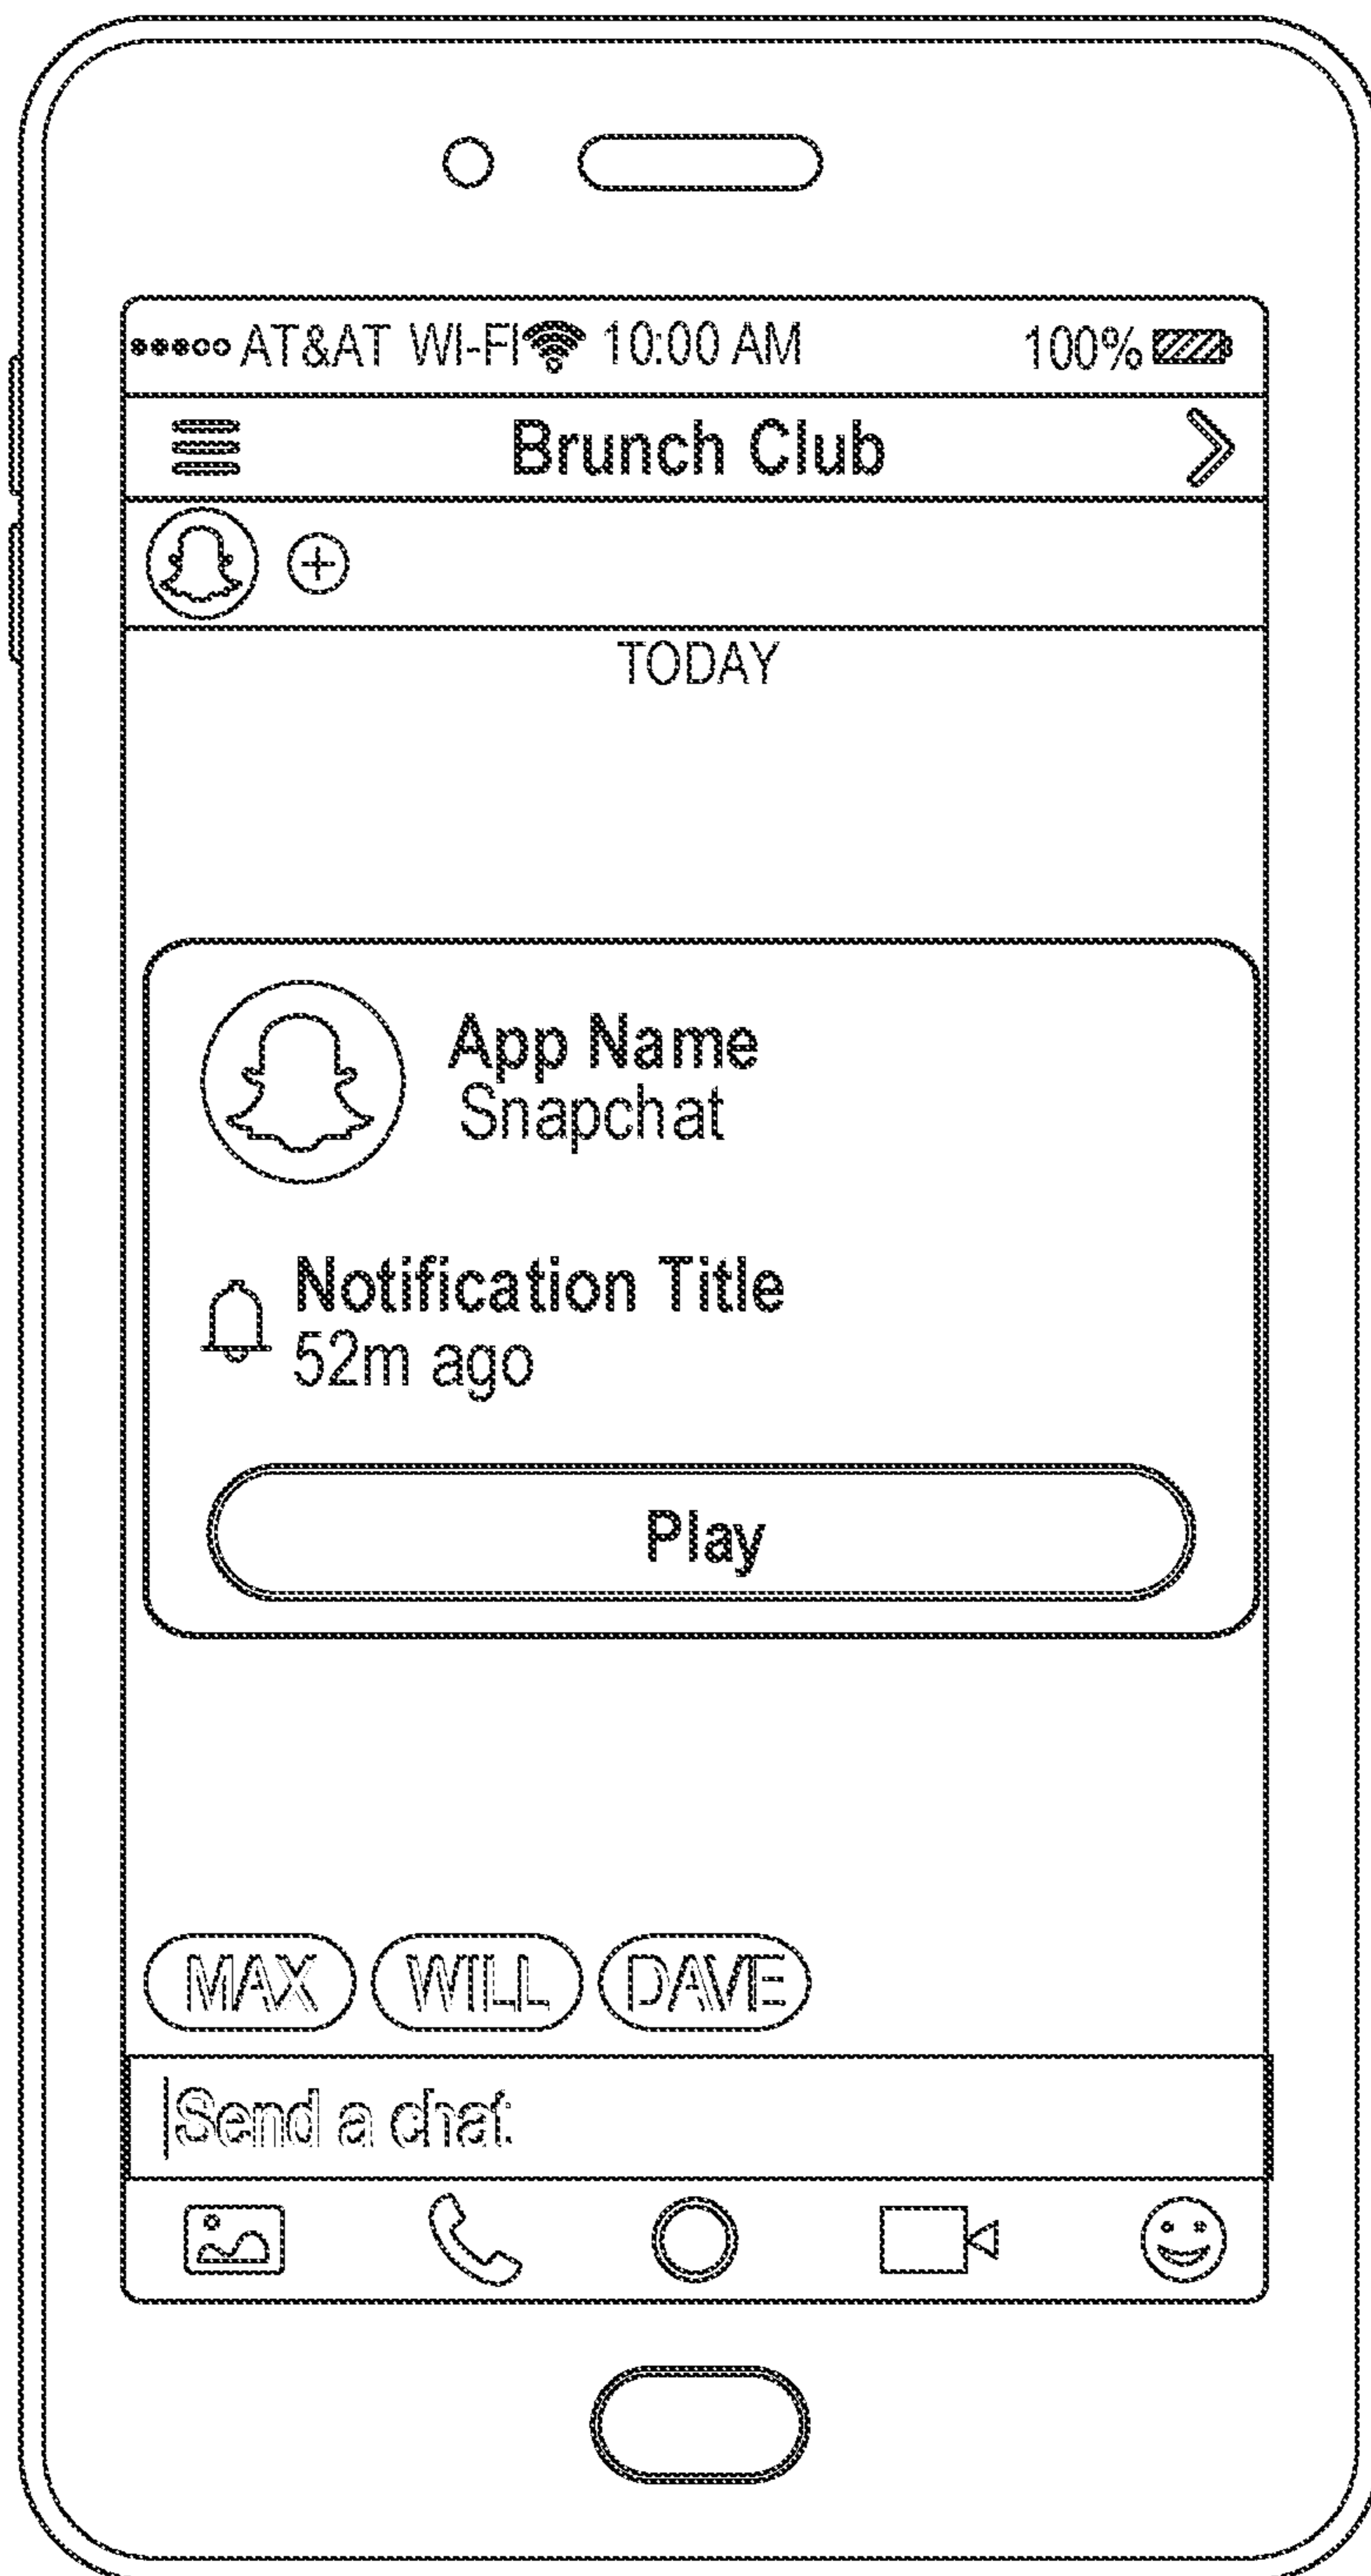 AT&AT WI-FI 10:00 AM 100%
Brunch Club
TODAY
App Name
Snapchat
Notification Title
52m ago
Play
MAX WILL DAVE
Send a chat